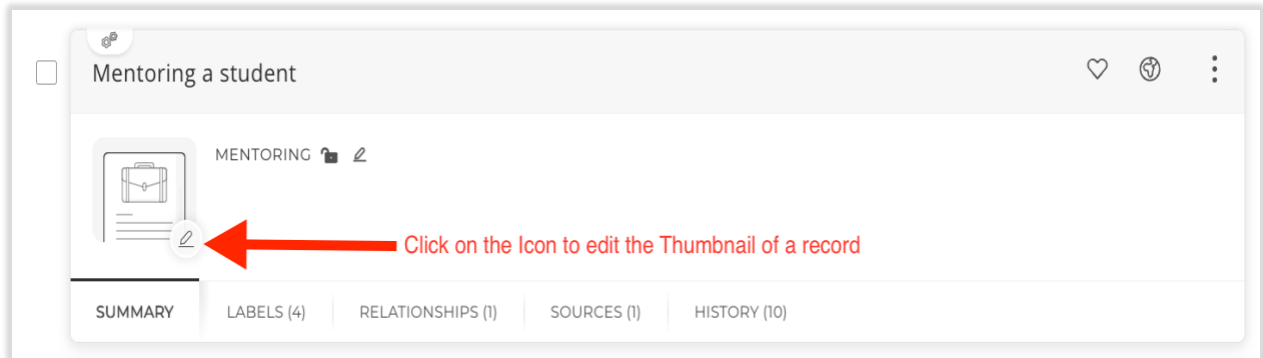 Mentoring a student
MENTORING
Click on the Icon to edit the Thumbnail of a record
SUMMARY LABELS (4) RELATIONSHIPS (1) SOURCES (1) HISTORY (10)